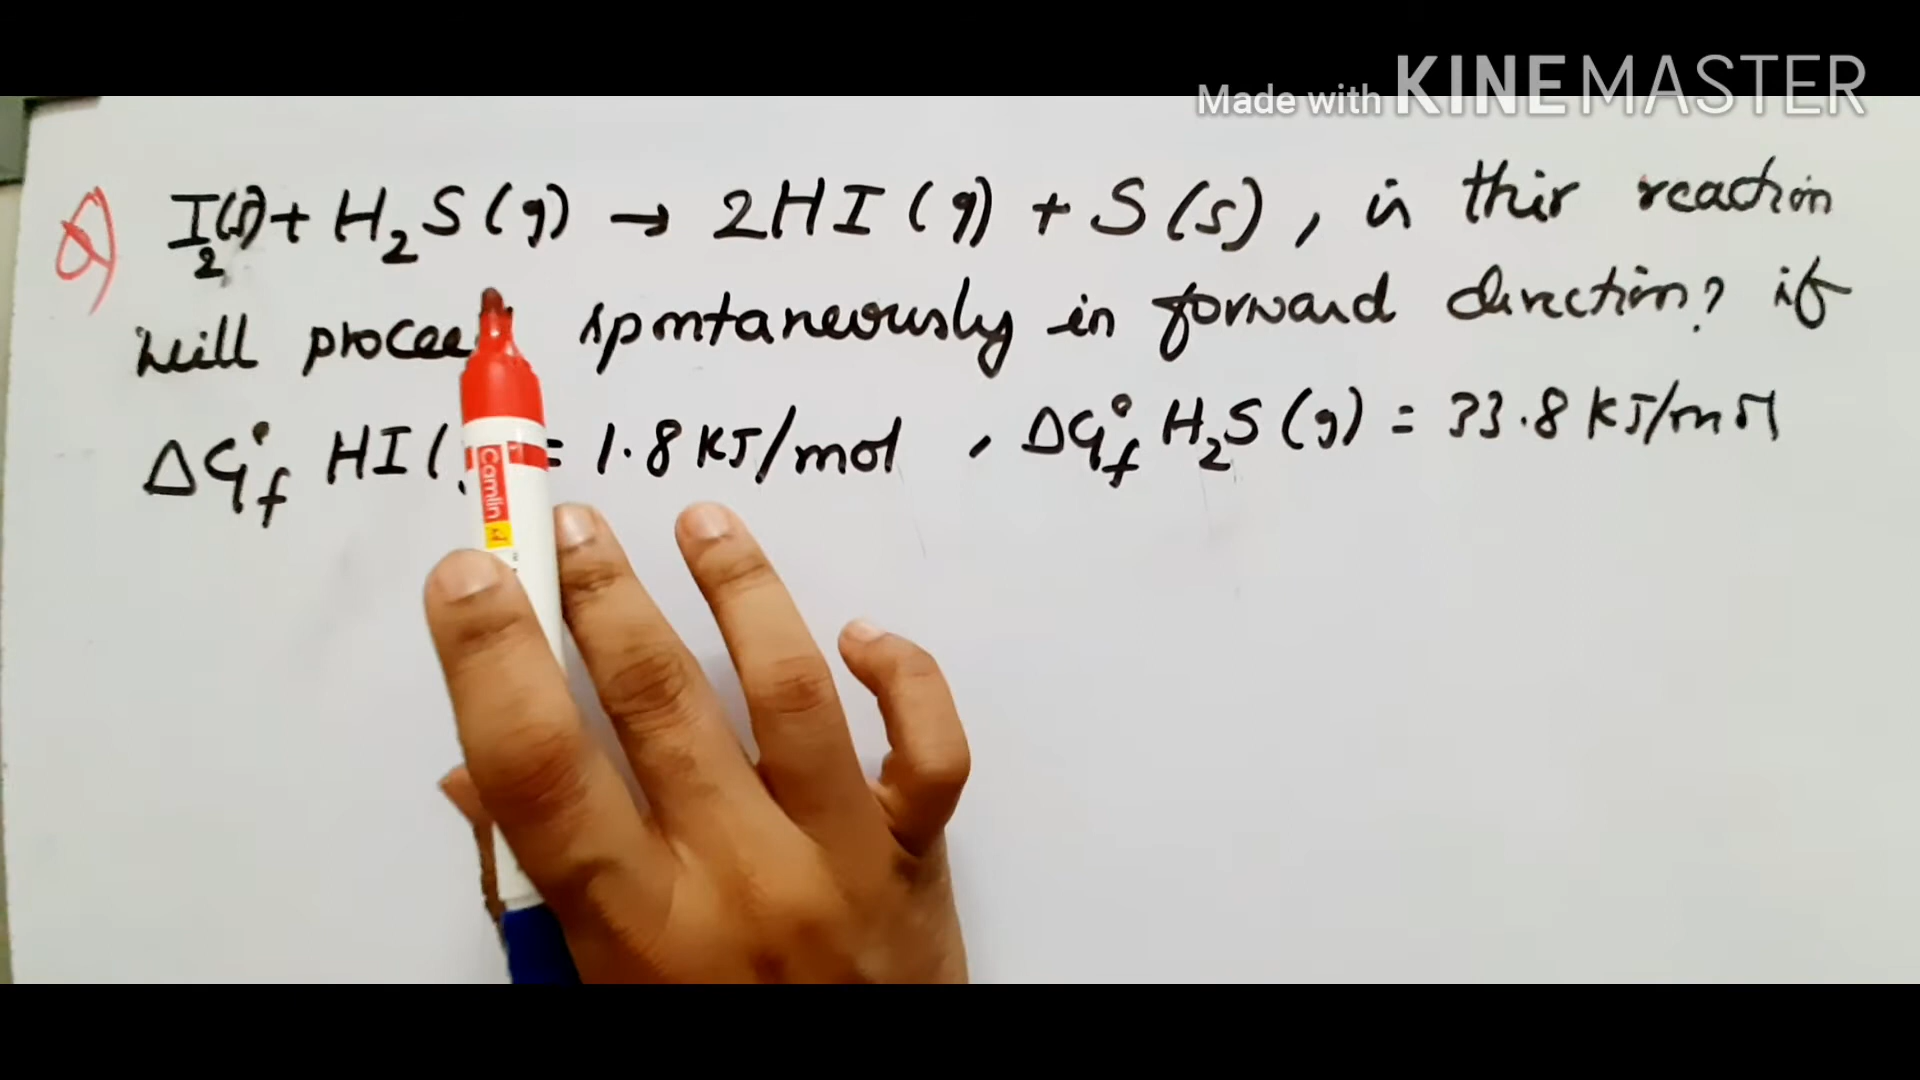 Made with KINEMASTER
Q) I₂(s) + H₂S(g) → 2HI(g) + S(s), is this reaction
will procee spontaneously in forward direction? if
ΔG°f HI( = 1.8 KJ/mol , ΔG°f H₂S(g) = 33.8 KJ/mol
Camlin